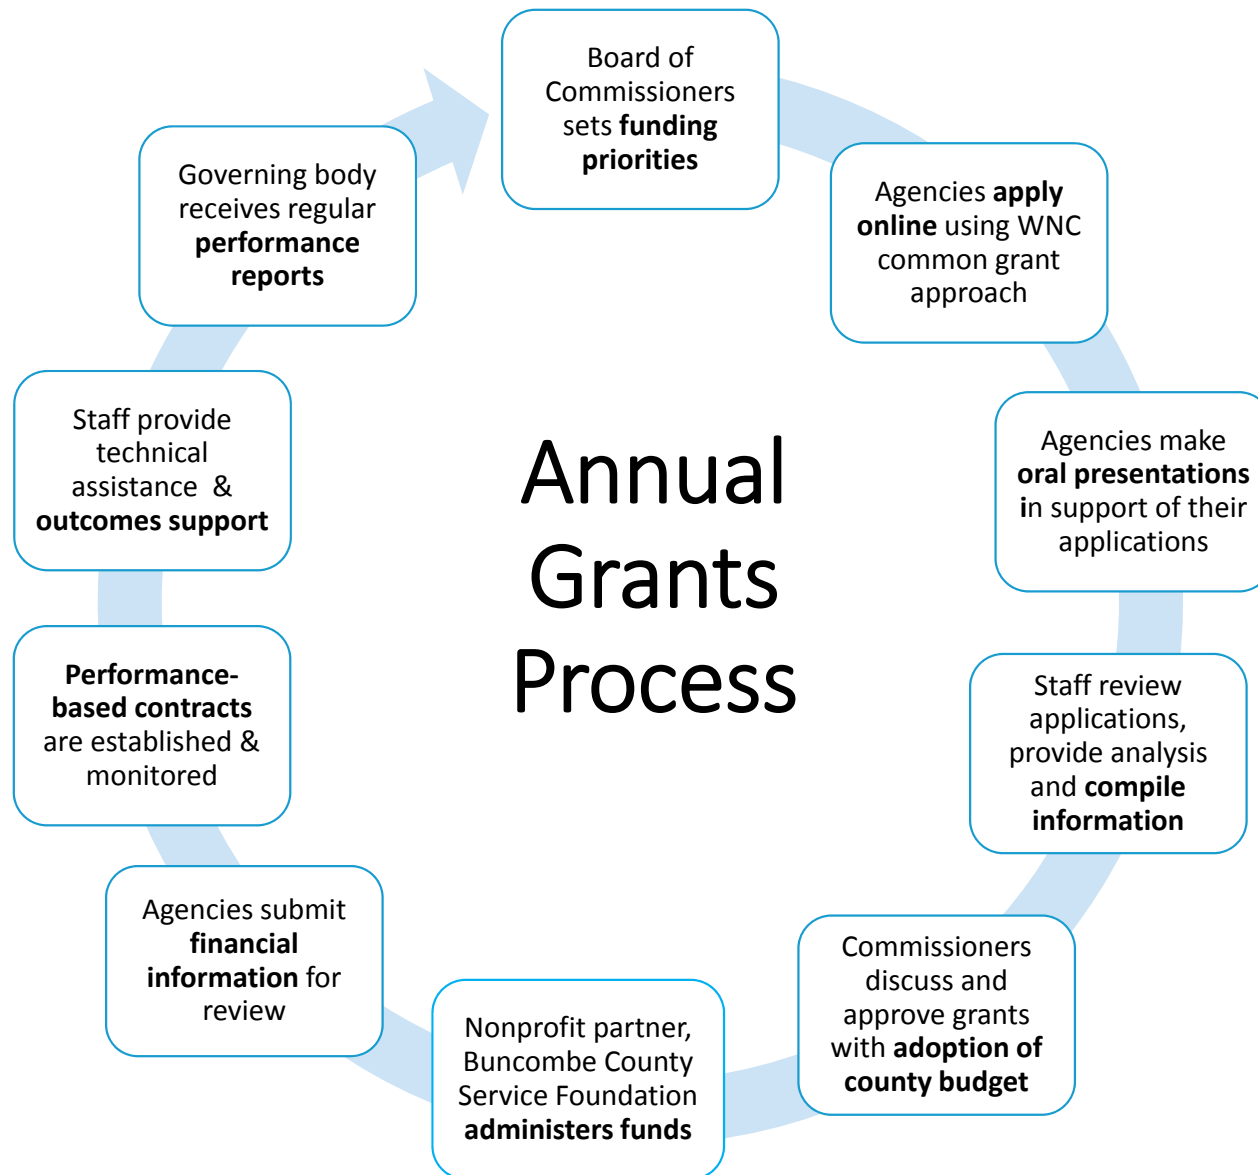 Board of
Commissioners
sets funding
priorities
Agencies apply
online using WNC
common grant
approach
Agencies make
oral presentations
in support of their
applications
Staff review
applications,
provide analysis
and compile
information
Commissioners
discuss and
approve grants
with adoption of
county budget
Nonprofit partner,
Buncombe County
Service Foundation
administers funds
Agencies submit
financial
information for
review
Performance-
based contracts
are established &
monitored
Staff provide
technical
assistance &
outcomes support
Governing body
receives regular
performance
reports
Annual
Grants
Process